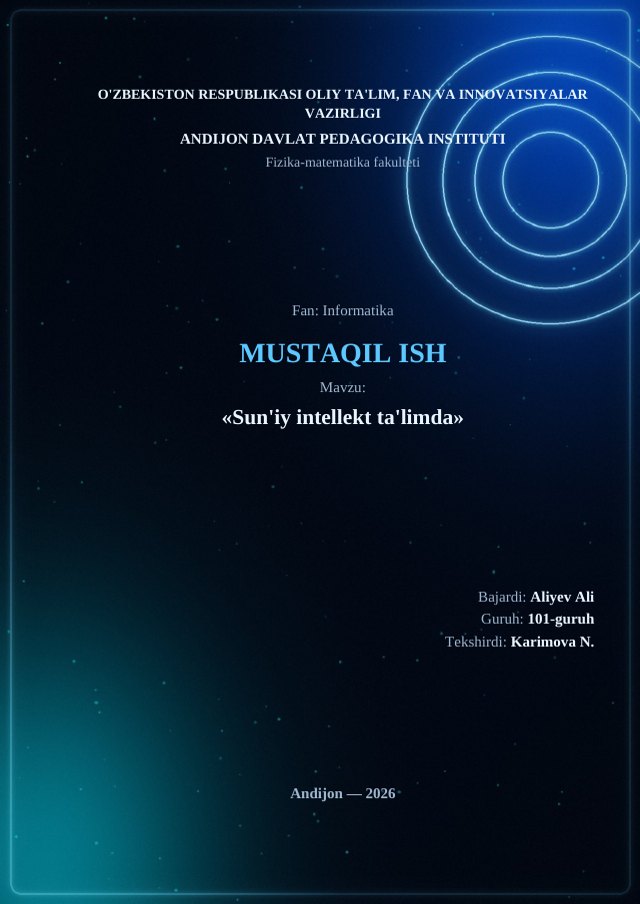 O'ZBEKISTON RESPUBLIKASI OLIY TA'LIM, FAN VA INNOVATSIYALAR
VAZIRLIGI
ANDIJON DAVLAT PEDAGOGIKA INSTITUTI
Fizika-matematika fakulteti
Fan: Informatika
MUSTAQIL ISH
Mavzu:
«Sun'iy intellekt ta'limda»
Bajardi: Aliyev Ali
Guruh: 101-guruh
Tekshirdi: Karimova N.
Andijon — 2026